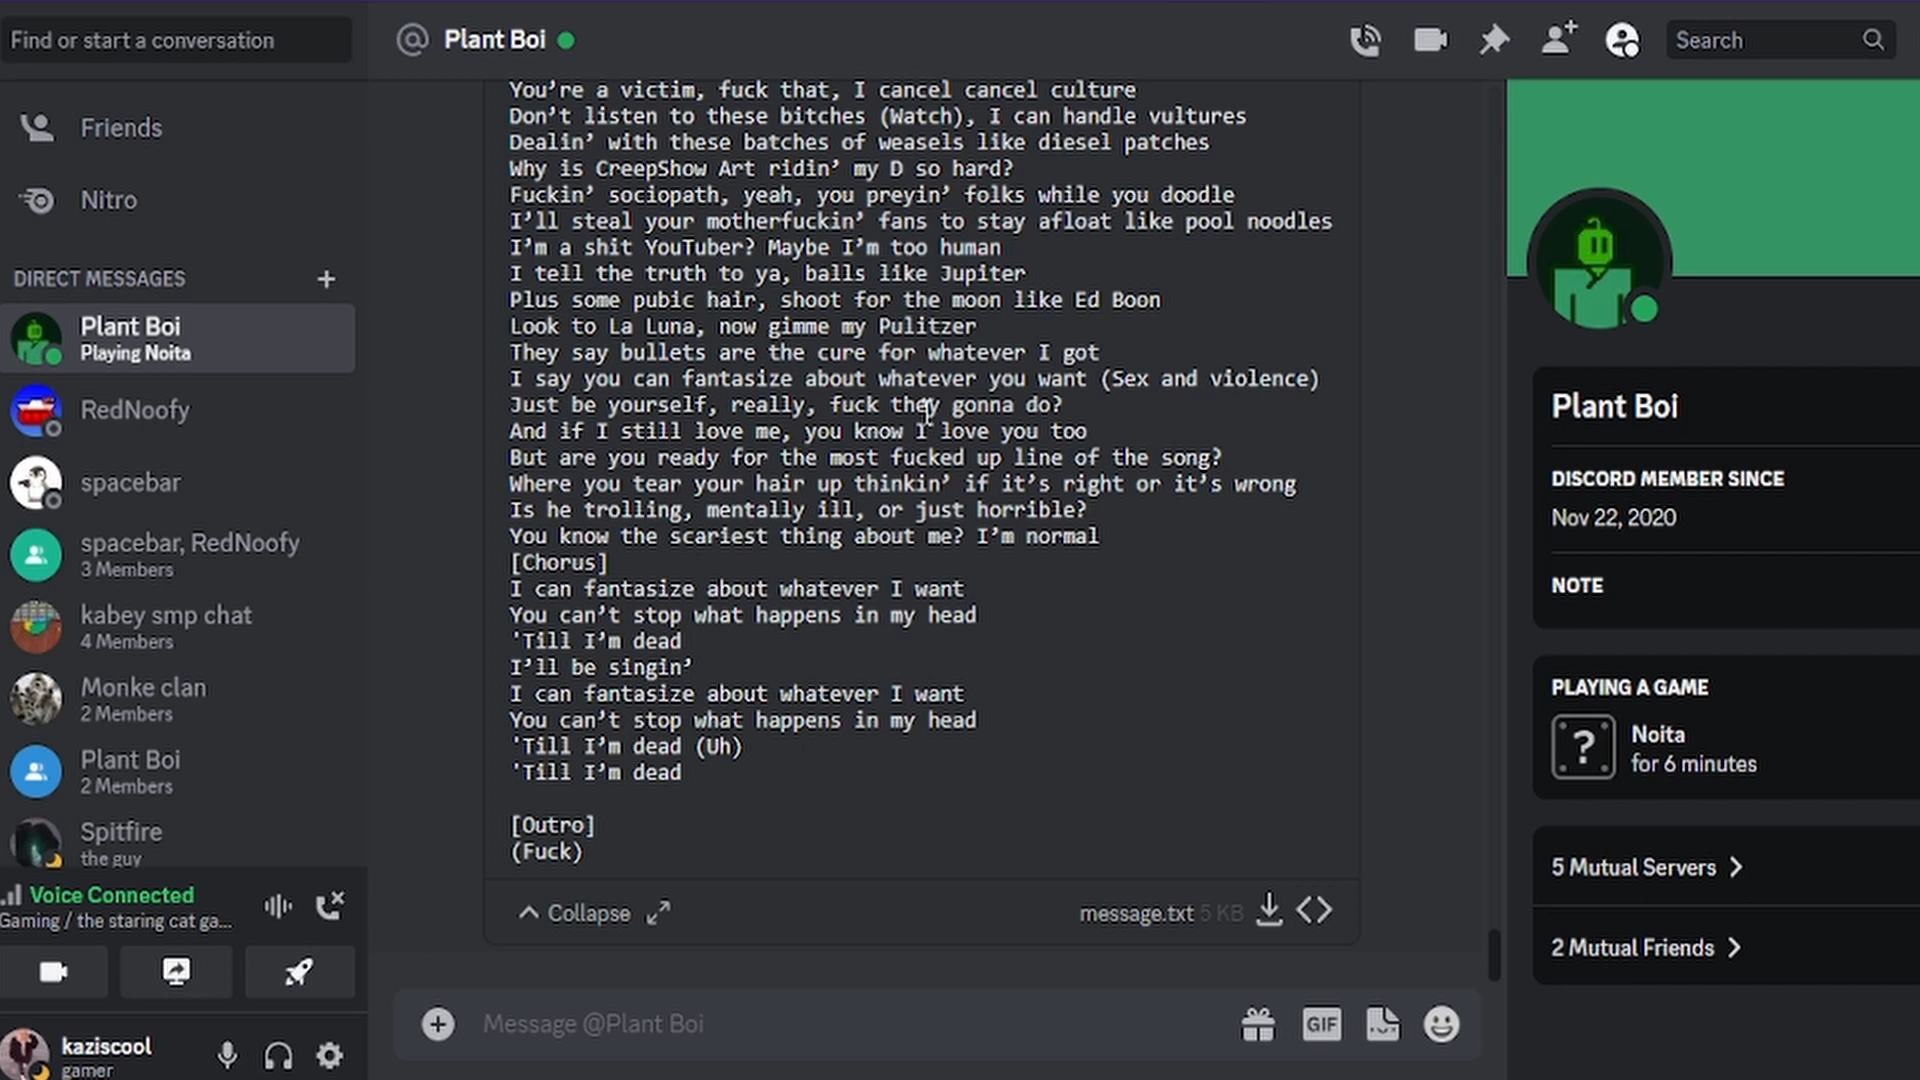 Find or start a conversation
Friends
Nitro
DIRECT MESSAGES
Plant Boi
Playing Noita
RedNoofy
spacebar
spacebar, RedNoofy
3 Members
kabey smp chat
4 Members
Monke clan
2 Members
Plant Boi
2 Members
Spitfire
the guy
Voice Connected
Gaming / the staring cat ga...
kaziscool
gamer
Plant Boi
Search
You're a victim, fuck that, I cancel cancel culture
Don't listen to these bitches (Watch), I can handle vultures
Dealin' with these batches of weasels like diesel patches
Why is CreepShow Art ridin' my D so hard?
Fuckin' sociopath, yeah, you preyin' folks while you doodle
I'll steal your motherfuckin' fans to stay afloat like pool noodles
I'm a shit YouTuber? Maybe I'm too human
I tell the truth to ya, balls like Jupiter
Plus some pubic hair, shoot for the moon like Ed Boon
Look to La Luna, now gimme my Pulitzer
They say bullets are the cure for whatever I got
I say you can fantasize about whatever you want (Sex and violence)
Just be yourself, really, fuck they gonna do?
And if I still love me, you know I love you too
But are you ready for the most fucked up line of the song?
Where you tear your hair up thinkin' if it's right or it's wrong
Is he trolling, mentally ill, or just horrible?
You know the scariest thing about me? I'm normal
[Chorus]
I can fantasize about whatever I want
You can't stop what happens in my head
'Till I'm dead
I'll be singin'
I can fantasize about whatever I want
You can't stop what happens in my head
'Till I'm dead (Uh)
'Till I'm dead
[Outro]
(Fuck)
Collapse
message.txt 5 KB
Message @Plant Boi
GIF
Plant Boi
DISCORD MEMBER SINCE
Nov 22, 2020
NOTE
PLAYING A GAME
Noita
for 6 minutes
5 Mutual Servers
2 Mutual Friends